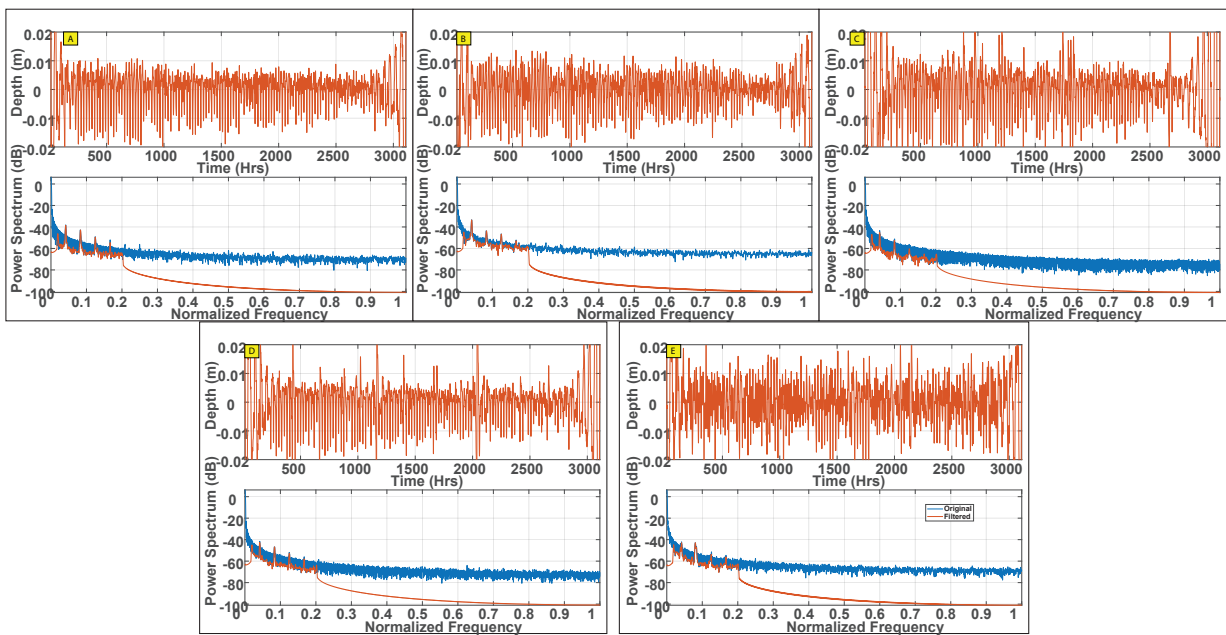 A
Depth (m)
0.02
0.01
0
-0.01
-0.02
500 1000 1500 2000 2500 3000
Time (Hrs)
Power Spectrum (dB)
0
-20
-40
-60
-80
-100
0.1 0.2 0.3 0.4 0.5 0.6 0.7 0.8 0.9 1
Normalized Frequency
B
Depth (m)
0.02
0.01
0
-0.01
-0.02
500 1000 1500 2000 2500 3000
Time (Hrs)
Power Spectrum (dB)
0
-20
-40
-60
-80
-100
0.1 0.2 0.3 0.4 0.5 0.6 0.7 0.8 0.9 1
Normalized Frequency
C
Depth (m)
0.02
0.01
0
-0.01
-0.02
500 1000 1500 2000 2500 3000
Time (Hrs)
Power Spectrum (dB)
0
-20
-40
-60
-80
-100
0.1 0.2 0.3 0.4 0.5 0.6 0.7 0.8 0.9 1
Normalized Frequency
D
Depth (m)
0.02
0.01
0
-0.01
-0.02
500 1000 1500 2000 2500 3000
Time (Hrs)
Power Spectrum (dB)
0
-20
-40
-60
-80
-100
0 0.1 0.2 0.3 0.4 0.5 0.6 0.7 0.8 0.9 1
Normalized Frequency
E
Depth (m)
0.02
0.01
0
-0.01
-0.02
500 1000 1500 2000 2500 3000
Time (Hrs)
Power Spectrum (dB)
0
-20
-40
-60
-80
-100
0 0.1 0.2 0.3 0.4 0.5 0.6 0.7 0.8 0.9 1
Normalized Frequency
Original
Filtered